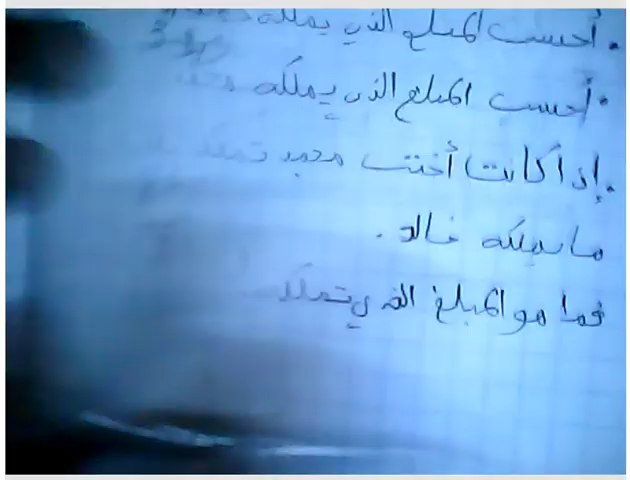 . أحسب المبلغ الذي يملكه
. أحسب المبلغ الذي يملكه
. إذا كانت أخت محمد تملك
ما يملكه خالد .
فما هو المبلغ الذي تملكه